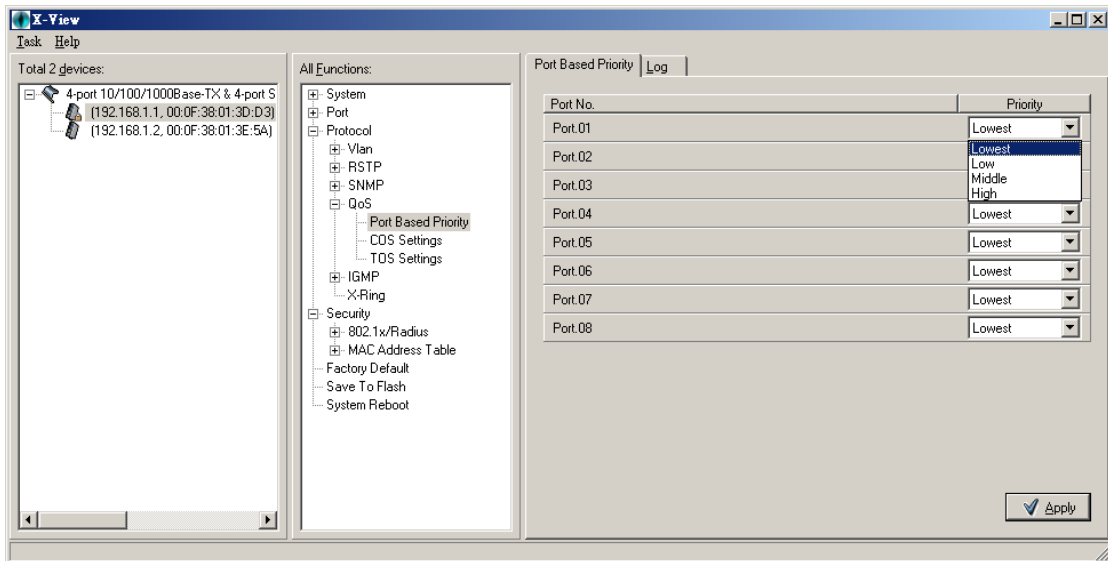 X-View
Task Help
Total 2 devices:
4-port 10/100/1000Base-TX & 4-port S
(192.168.1.1, 00:0F:38:01:3D:D3)
(192.168.1.2, 00:0F:38:01:3E:5A)
All Functions:
System
Port
Protocol
Vlan
RSTP
SNMP
QoS
Port Based Priority
COS Settings
TOS Settings
IGMP
X-Ring
Security
802.1x/Radius
MAC Address Table
Factory Default
Save To Flash
System Reboot
Port Based Priority Log
Port No. Priority
Port.01 Lowest
Lowest
Low
Middle
High
Port.02
Port.03
Port.04 Lowest
Port.05 Lowest
Port.06 Lowest
Port.07 Lowest
Port.08 Lowest
Apply